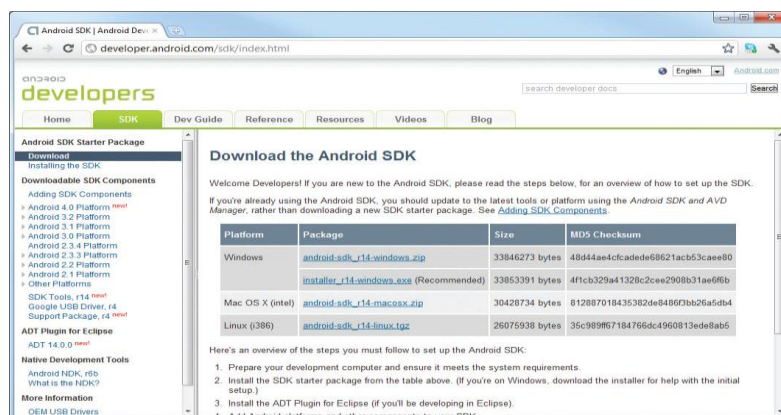 Android SDK | Android Deve
developer.android.com/sdk/index.html
English
Android.com
android
developers
search developer docs
Search
Home
SDK
Dev Guide
Reference
Resources
Videos
Blog
Android SDK Starter Package
Download
Installing the SDK
Downloadable SDK Components
Adding SDK Components
Android 4.0 Platform new!
Android 3.2 Platform
Android 3.1 Platform
Android 3.0 Platform
Android 2.3.4 Platform
Android 2.3.3 Platform
Android 2.2 Platform
Android 2.1 Platform
Other Platforms
SDK Tools, r14 new!
Google USB Driver, r4
Support Package, r4 new!
ADT Plugin for Eclipse
ADT 14.0.0 new!
Native Development Tools
Android NDK, r6b
What is the NDK?
More Information
OEM USB Drivers
Download the Android SDK
Welcome Developers! If you are new to the Android SDK, please read the steps below, for an overview of how to set up the SDK.
If you're already using the Android SDK, you should update to the latest tools or platform using the Android SDK and AVD
Manager, rather than downloading a new SDK starter package. See Adding SDK Components.
Platform Package Size MD5 Checksum
Windows android-sdk_r14-windows.zip 33846273 bytes 48d44ae4cfcadede68621acb53caee80
installer_r14-windows.exe (Recommended) 33853391 bytes 4f1cb329a41328c2cee2908b31ae6f6b
Mac OS X (intel) android-sdk_r14-macosx.zip 30428734 bytes 812887018435382de8486f3bb26a5db4
Linux (i386) android-sdk_r14-linux.tgz 26075938 bytes 35c989ff67184766dc4960813ede8ab5
Here's an overview of the steps you must follow to set up the Android SDK:
1. Prepare your development computer and ensure it meets the system requirements.
2. Install the SDK starter package from the table above. (If you're on Windows, download the installer for help with the initial
setup.)
3. Install the ADT Plugin for Eclipse (if you'll be developing in Eclipse).